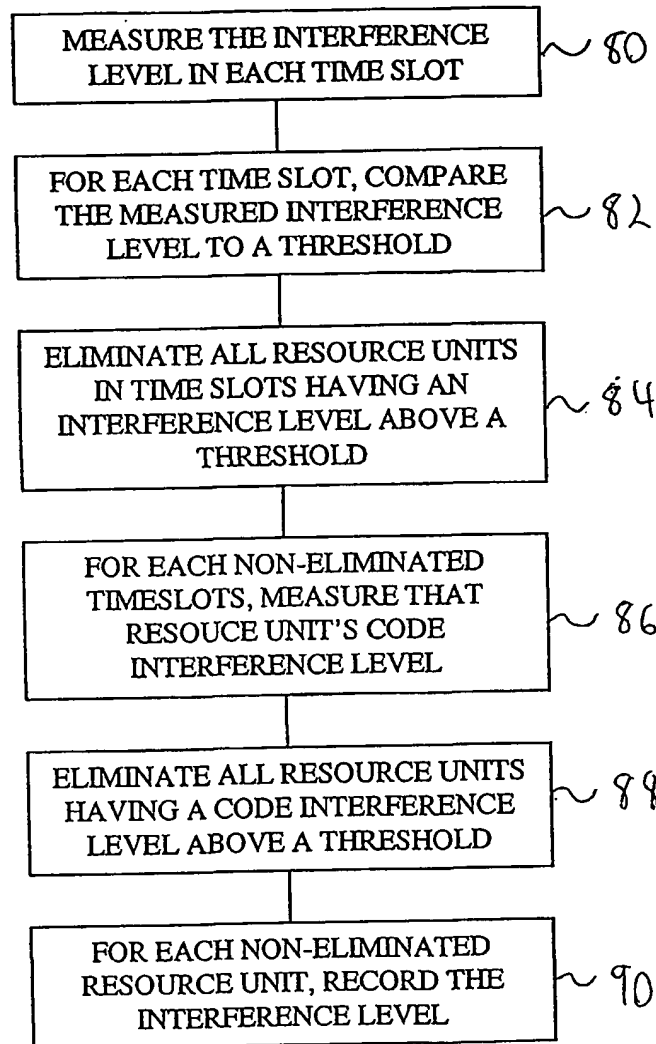 MEASURE THE INTERFERENCE
LEVEL IN EACH TIME SLOT
80
FOR EACH TIME SLOT, COMPARE
THE MEASURED INTERFERENCE
LEVEL TO A THRESHOLD
82
ELIMINATE ALL RESOURCE UNITS
IN TIME SLOTS HAVING AN
INTERFERENCE LEVEL ABOVE A
THRESHOLD
84
FOR EACH NON-ELIMINATED
TIMESLOTS, MEASURE THAT
RESOUCE UNIT'S CODE
INTERFERENCE LEVEL
86
ELIMINATE ALL RESOURCE UNITS
HAVING A CODE INTERFERENCE
LEVEL ABOVE A THRESHOLD
88
FOR EACH NON-ELIMINATED
RESOURCE UNIT, RECORD THE
INTERFERENCE LEVEL
90